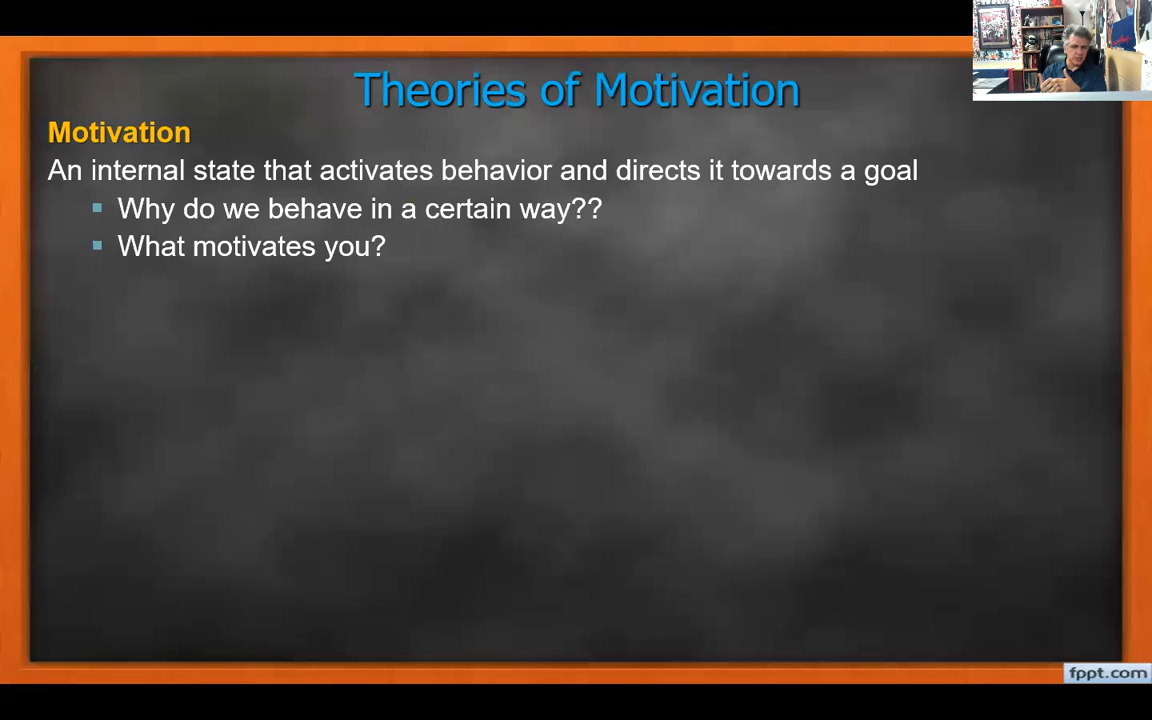 Theories of Motivation
Motivation
An internal state that activates behavior and directs it towards a goal
Why do we behave in a certain way??
What motivates you?
fppt.com